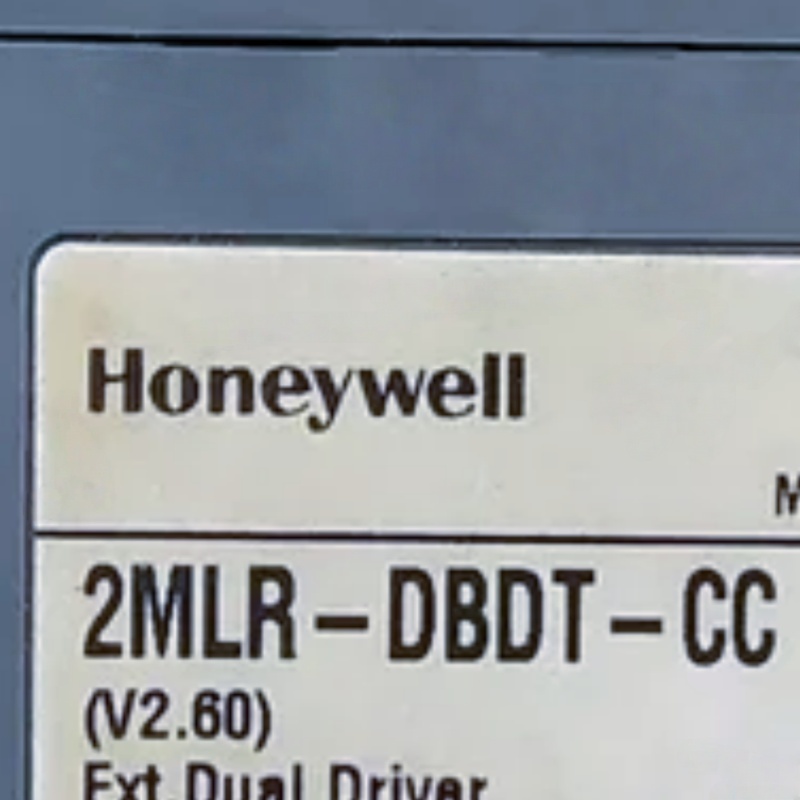 Honeywell
M
2MLR-DBDT-CC
(V2.60)
Ext.Dual Driver